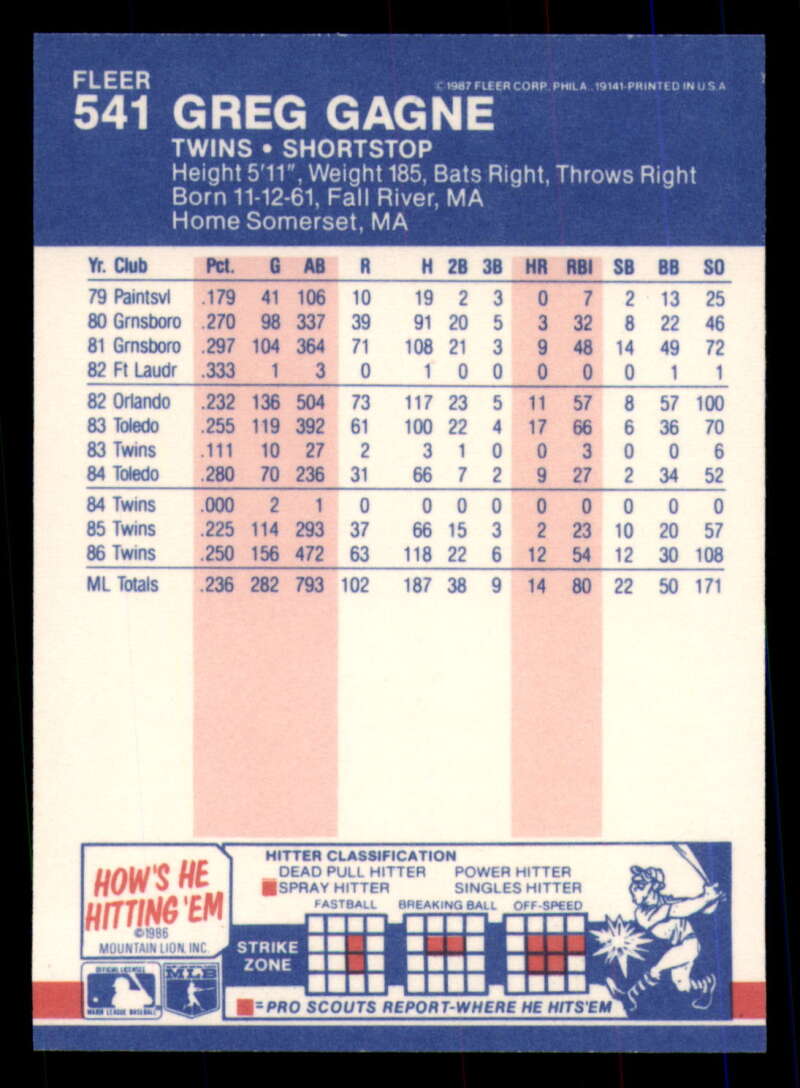 FLEER
©1987 FLEER CORP. PHILA., 19141-PRINTED IN U.S.A
541 GREG GAGNE
TWINS • SHORTSTOP
Height 5'11", Weight 185, Bats Right, Throws Right
Born 11-12-61, Fall River, MA
Home Somerset, MA
Yr. Club Pct. G AB R H 2B 3B HR RBI SB BB SO
79 Paintsvl .179 41 106 10 19 2 3 0 7 2 13 25
80 Grnsboro .270 98 337 39 91 20 5 3 32 8 22 46
81 Grnsboro .297 104 364 71 108 21 3 9 48 14 49 72
82 Ft Laudr .333 1 3 0 1 0 0 0 0 0 1 1
82 Orlando .232 136 504 73 117 23 5 11 57 8 57 100
83 Toledo .255 119 392 61 100 22 4 17 66 6 36 70
83 Twins .111 10 27 2 3 1 0 0 3 0 0 6
84 Toledo .280 70 236 31 66 7 2 9 27 2 34 52
84 Twins .000 2 1 0 0 0 0 0 0 0 0 0
85 Twins .225 114 293 37 66 15 3 2 23 10 20 57
86 Twins .250 156 472 63 118 22 6 12 54 12 30 108
ML Totals .236 282 793 102 187 38 9 14 80 22 50 171
HOW'S HE
HITTING 'EM
©1986
MOUNTAIN LION, INC.
OFFICIAL LICENSEE
MAJOR LEAGUE BASEBALL
MLB
HITTER CLASSIFICATION
DEAD PULL HITTER POWER HITTER
SPRAY HITTER SINGLES HITTER
FASTBALL BREAKING BALL OFF-SPEED
STRIKE
ZONE
=PRO SCOUTS REPORT-WHERE HE HITS'EM